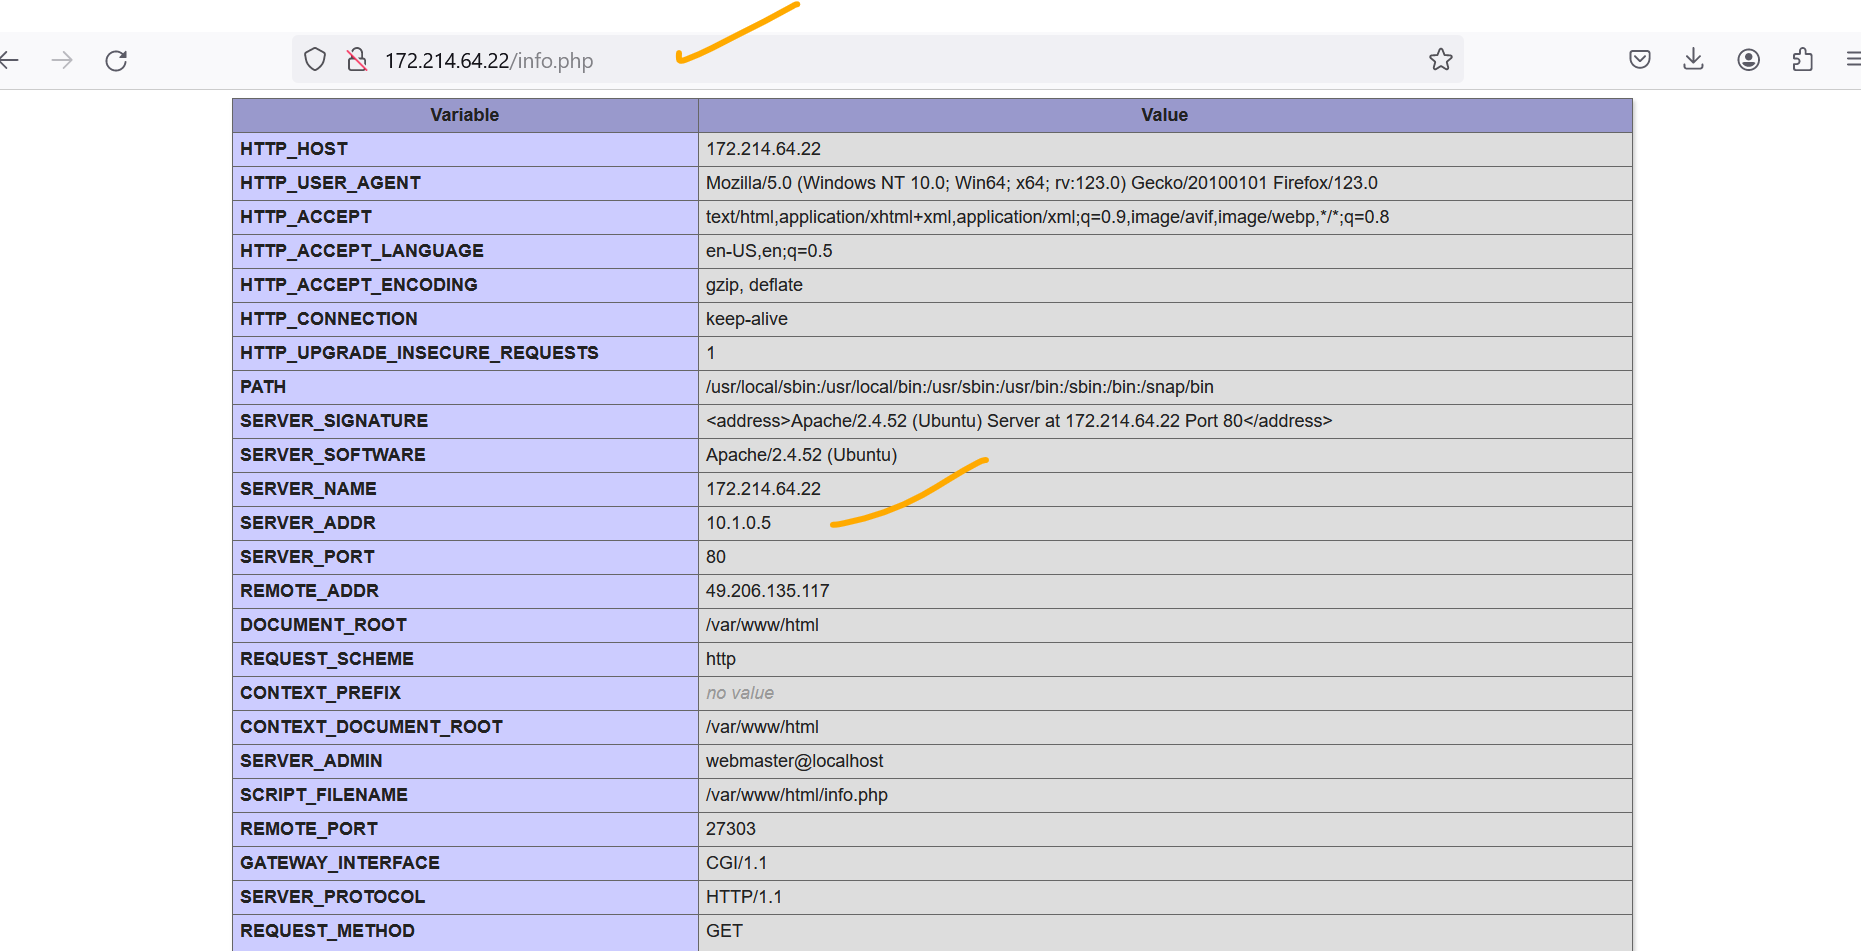 172.214.64.22/info.php
Variable Value
HTTP_HOST 172.214.64.22
HTTP_USER_AGENT Mozilla/5.0 (Windows NT 10.0; Win64; x64; rv:123.0) Gecko/20100101 Firefox/123.0
HTTP_ACCEPT text/html,application/xhtml+xml,application/xml;q=0.9,image/avif,image/webp,*/*;q=0.8
HTTP_ACCEPT_LANGUAGE en-US,en;q=0.5
HTTP_ACCEPT_ENCODING gzip, deflate
HTTP_CONNECTION keep-alive
HTTP_UPGRADE_INSECURE_REQUESTS 1
PATH /usr/local/sbin:/usr/local/bin:/usr/sbin:/usr/bin:/sbin:/bin:/snap/bin
SERVER_SIGNATURE <address>Apache/2.4.52 (Ubuntu) Server at 172.214.64.22 Port 80</address>
SERVER_SOFTWARE Apache/2.4.52 (Ubuntu)
SERVER_NAME 172.214.64.22
SERVER_ADDR 10.1.0.5
SERVER_PORT 80
REMOTE_ADDR 49.206.135.117
DOCUMENT_ROOT /var/www/html
REQUEST_SCHEME http
CONTEXT_PREFIX no value
CONTEXT_DOCUMENT_ROOT /var/www/html
SERVER_ADMIN webmaster@localhost
SCRIPT_FILENAME /var/www/html/info.php
REMOTE_PORT 27303
GATEWAY_INTERFACE CGI/1.1
SERVER_PROTOCOL HTTP/1.1
REQUEST_METHOD GET